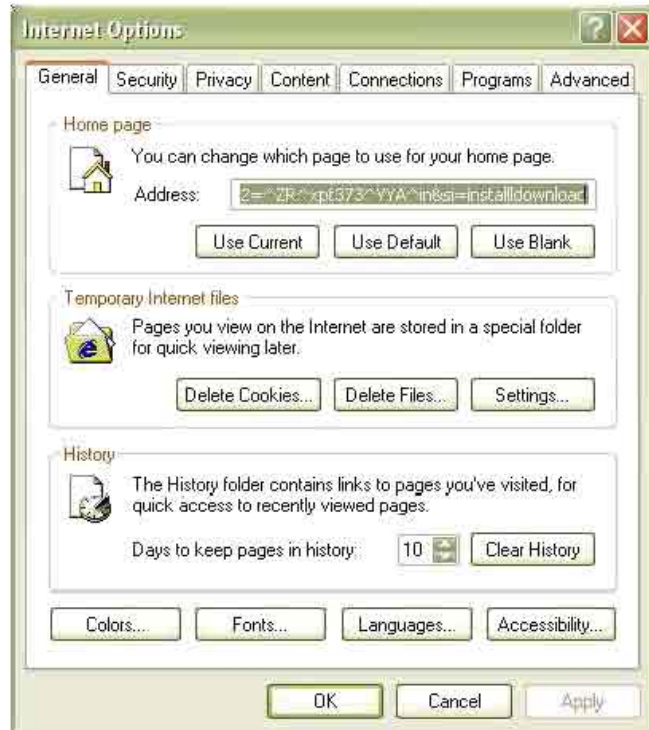 Internet Options
General Security Privacy Content Connections Programs Advanced
Home page
You can change which page to use for your home page.
Address: 2=^ZR^xpt373^YYA^in&si=installdownload
Use Current Use Default Use Blank
Temporary Internet files
Pages you view on the Internet are stored in a special folder
for quick viewing later.
Delete Cookies... Delete Files... Settings...
History
The History folder contains links to pages you've visited, for
quick access to recently viewed pages.
Days to keep pages in history: 10 Clear History
Colors... Fonts... Languages... Accessibility...
OK Cancel Apply